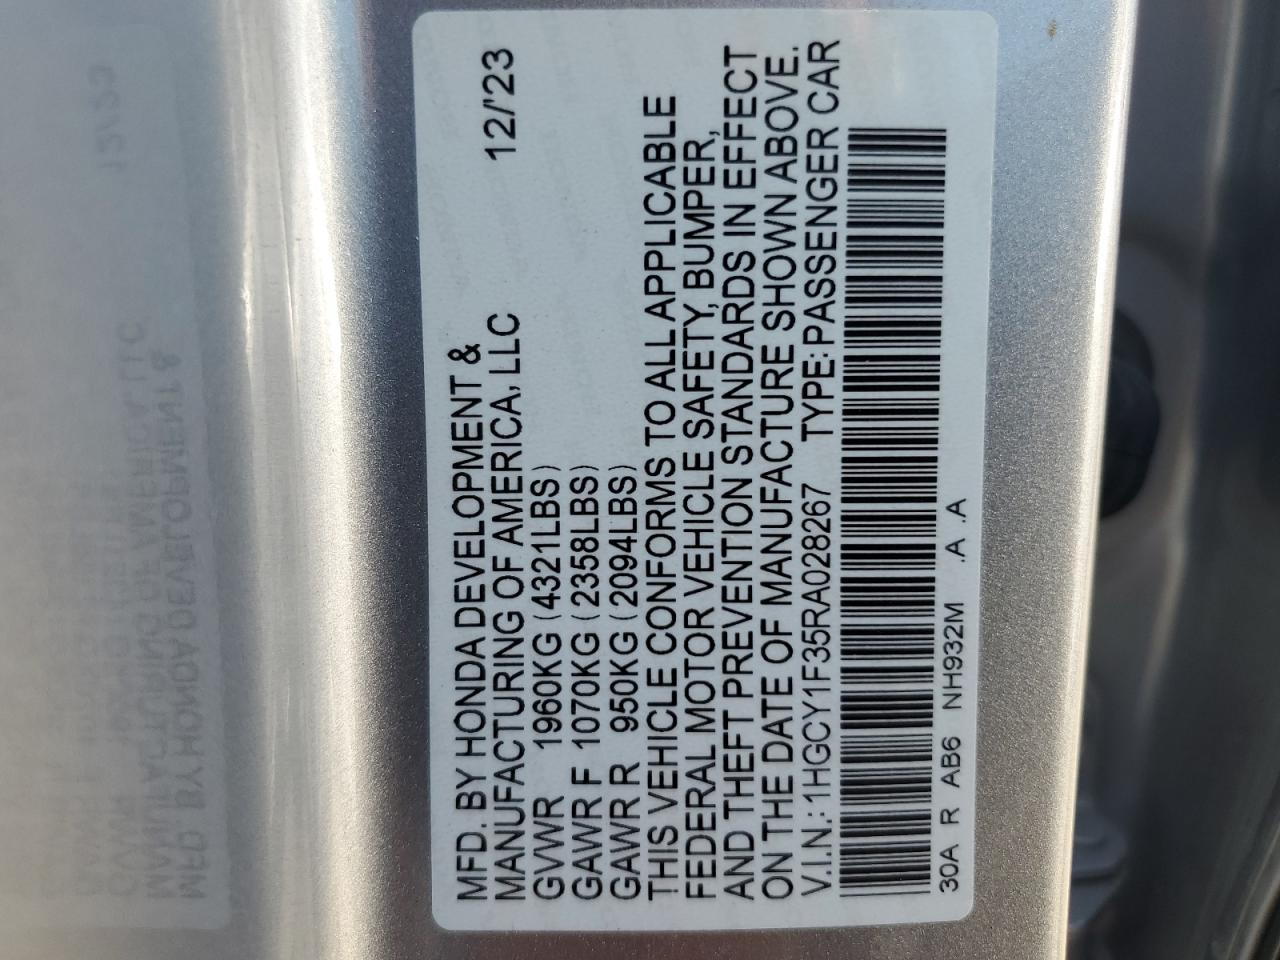 MFD. BY HONDA DEVELOPMENT &
MANUFACTURING OF AMERICA, LLC 12/'23
GVWR 1960KG (4321LBS)
GAWR F 1070KG (2358LBS)
GAWR R 950KG (2094LBS)
THIS VEHICLE CONFORMS TO ALL APPLICABLE
FEDERAL MOTOR VEHICLE SAFETY, BUMPER,
AND THEFT PREVENTION STANDARDS IN EFFECT
ON THE DATE OF MANUFACTURE SHOWN ABOVE.
V.I.N.: 1HGCY1F35RA028267 TYPE: PASSENGER CAR
30A R AB6 NH932M .A .A